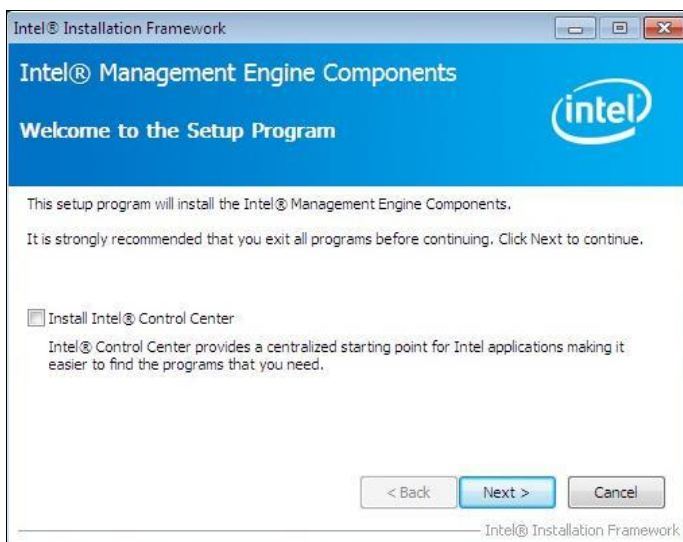 Intel® Installation Framework
Intel® Management Engine Components
Welcome to the Setup Program
intel
This setup program will install the Intel® Management Engine Components.
It is strongly recommended that you exit all programs before continuing. Click Next to continue.
Install Intel® Control Center
Intel® Control Center provides a centralized starting point for Intel applications making it
easier to find the programs that you need.
< Back
Next >
Cancel
Intel® Installation Framework